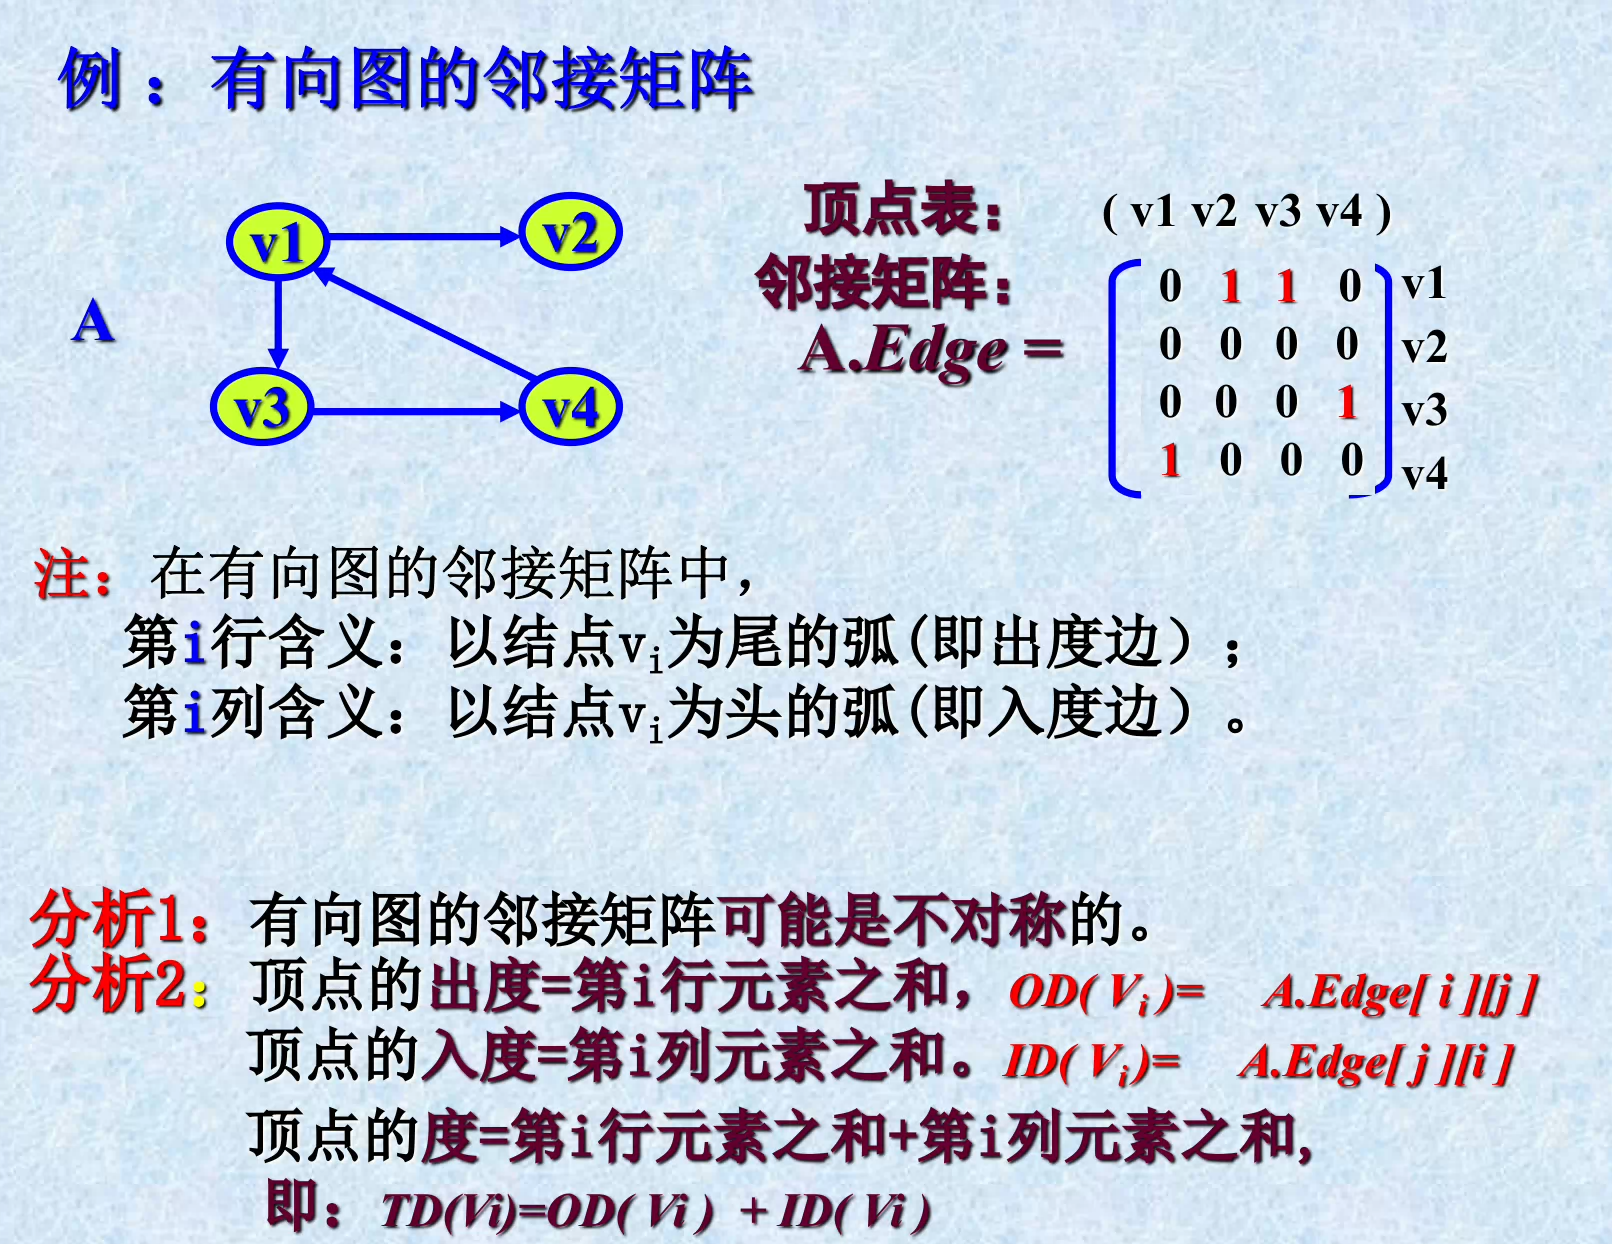 例 ：有向图的邻接矩阵
v1
v2
A
v3
v4
顶点表： ( v1 v2 v3 v4 )
邻接矩阵：
A.Edge =
0 1 1 0 v1
0 0 0 0 v2
0 0 0 1 v3
1 0 0 0 v4
注：在有向图的邻接矩阵中，
第i行含义：以结点vi为尾的弧(即出度边）；
第i列含义：以结点vi为头的弧(即入度边）。
分析1：有向图的邻接矩阵可能是不对称的。
分析2：顶点的出度=第i行元素之和，OD( Vi )= A.Edge[ i ][j ]
顶点的入度=第i列元素之和。ID( Vi )= A.Edge[ j ][i ]
顶点的度=第i行元素之和+第i列元素之和,
即：TD(Vi)=OD( Vi ) + ID( Vi )